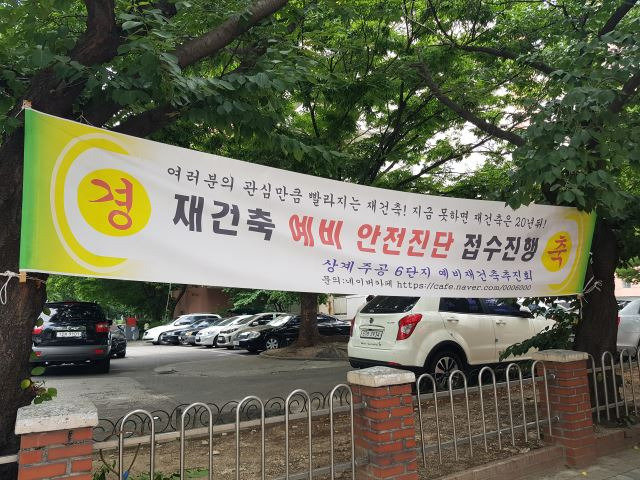 경
여러분의 관심만큼 빨라지는 재건축! 지금 못하면 재건축은 20년뒤!
재건축 예비 안전진단 접수진행
축
상계주공 6단지 예비재건축추진회
문의:네이버카페 https://cafe.naver.com/0006000